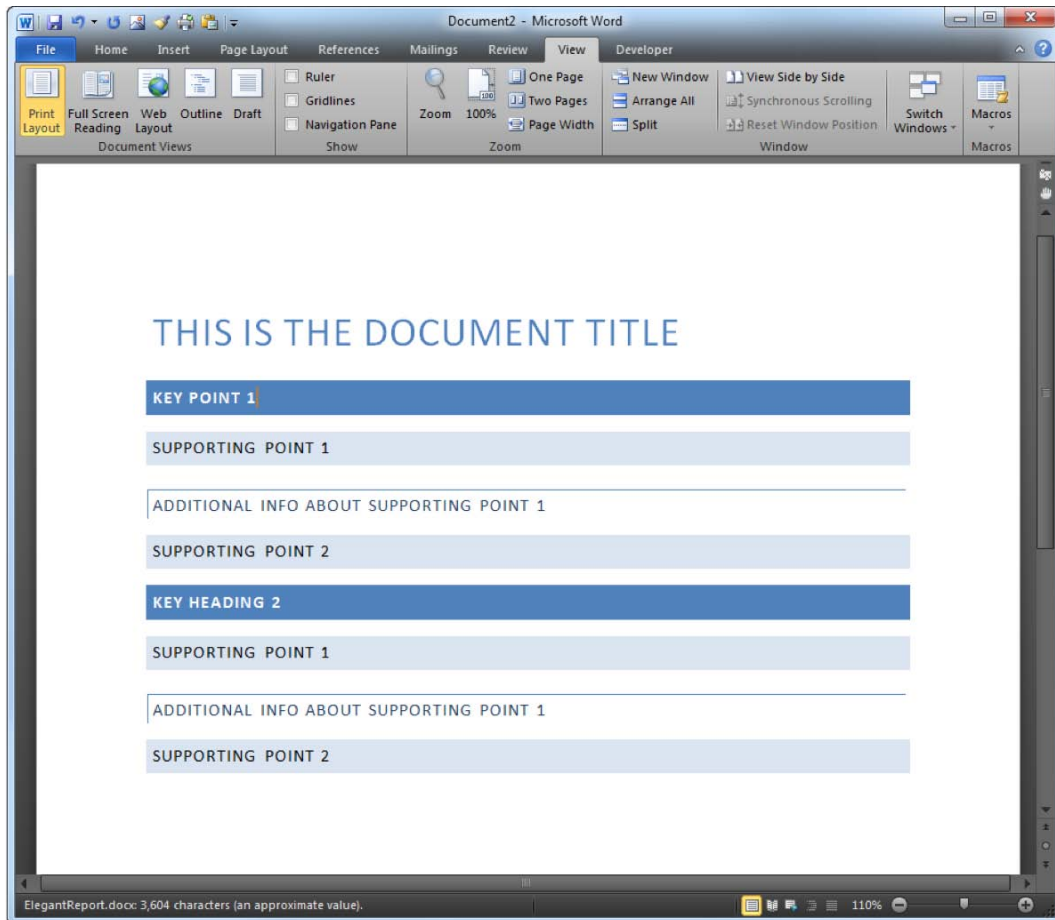 Document2 - Microsoft Word
File Home Insert Page Layout References Mailings Review View Developer
Print Layout
Full Screen Reading
Web Layout
Outline
Draft
Document Views
Ruler
Gridlines
Navigation Pane
Show
Zoom
100%
One Page
Two Pages
Page Width
Zoom
New Window
Arrange All
Split
View Side by Side
Synchronous Scrolling
Reset Window Position
Switch Windows
Window
Macros
Macros
THIS IS THE DOCUMENT TITLE
KEY POINT 1
SUPPORTING POINT 1
ADDITIONAL INFO ABOUT SUPPORTING POINT 1
SUPPORTING POINT 2
KEY HEADING 2
SUPPORTING POINT 1
ADDITIONAL INFO ABOUT SUPPORTING POINT 1
SUPPORTING POINT 2
ElegantReport.docx: 3,604 characters (an approximate value).
110%